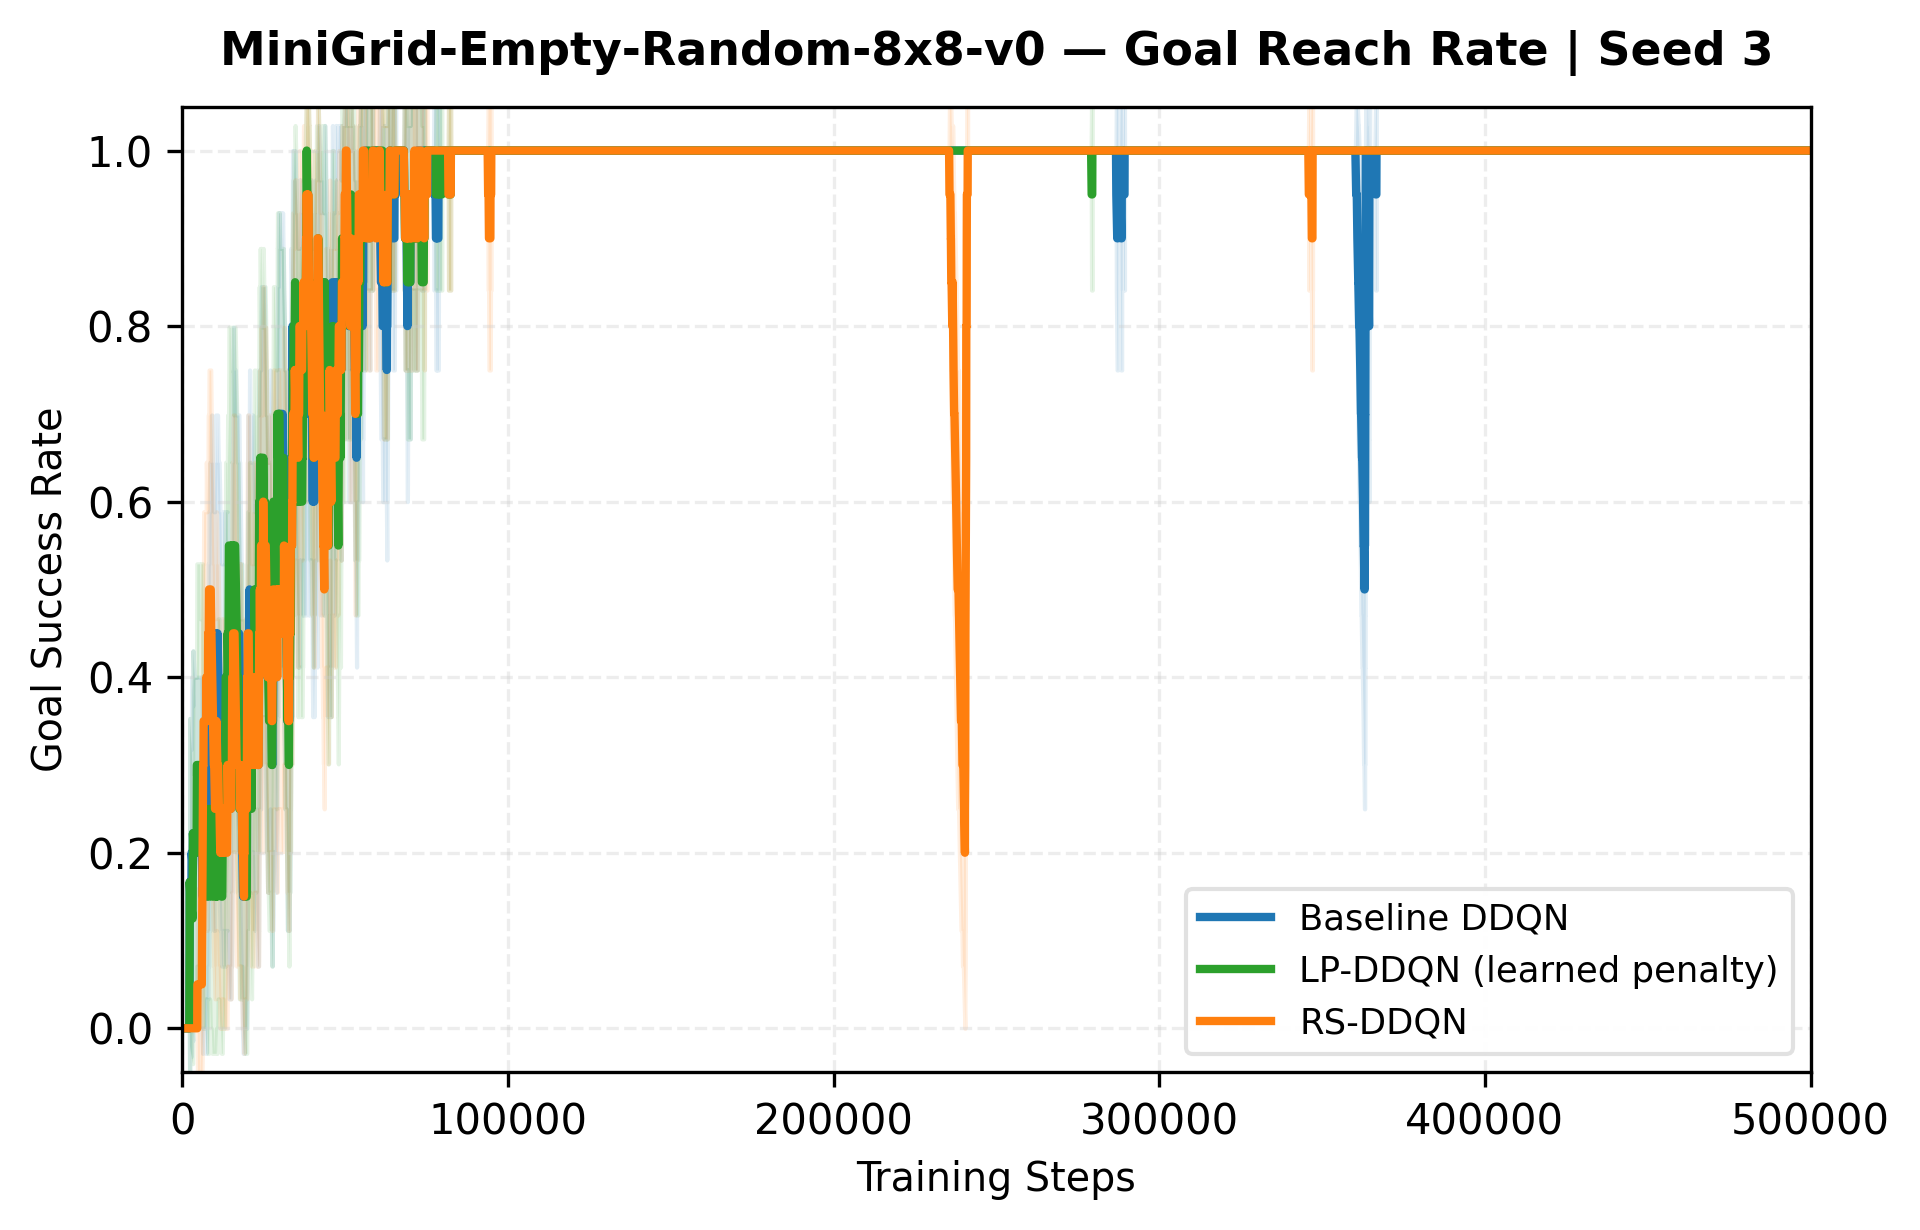 MiniGrid-Empty-Random-8x8-v0 — Goal Reach Rate | Seed 3
Goal Success Rate
1.0
0.8
0.6
0.4
0.2
0.0
Baseline DDQN
LP-DDQN (learned penalty)
RS-DDQN
0 100000 200000 300000 400000 500000
Training Steps